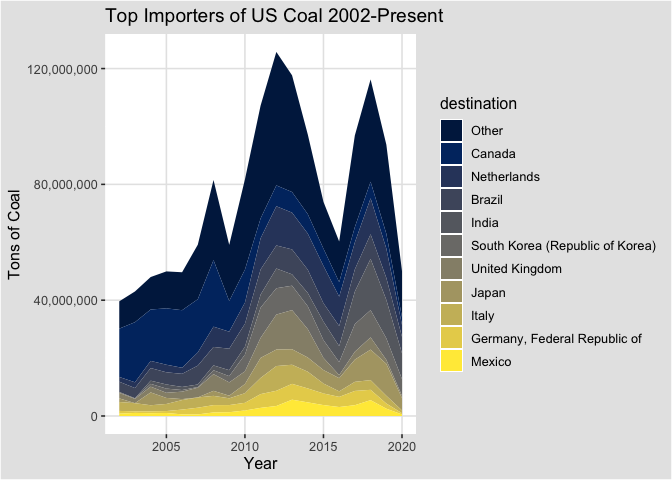 Top Importers of US Coal 2002-Present
120,000,000
80,000,000
40,000,000
0
Tons of Coal
2005
2010
2015
2020
Year
destination
Other
Canada
Netherlands
Brazil
India
South Korea (Republic of Korea)
United Kingdom
Japan
Italy
Germany, Federal Republic of
Mexico